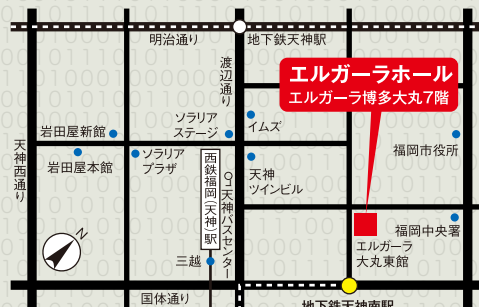 明治通り
地下鉄天神駅
渡辺通り
エルガーラホール
エルガーラ博多大丸7階
ソラリア
ステージ
イムズ
岩田屋新館
岩田屋本館
天神西通り
ソラリア
プラザ
西鉄福岡(天神)駅
天神バスセンター
天神
ツインビル
福岡市役所
福岡中央署
エルガーラ
大丸東館
三越
N
国体通り
地下鉄天神南駅